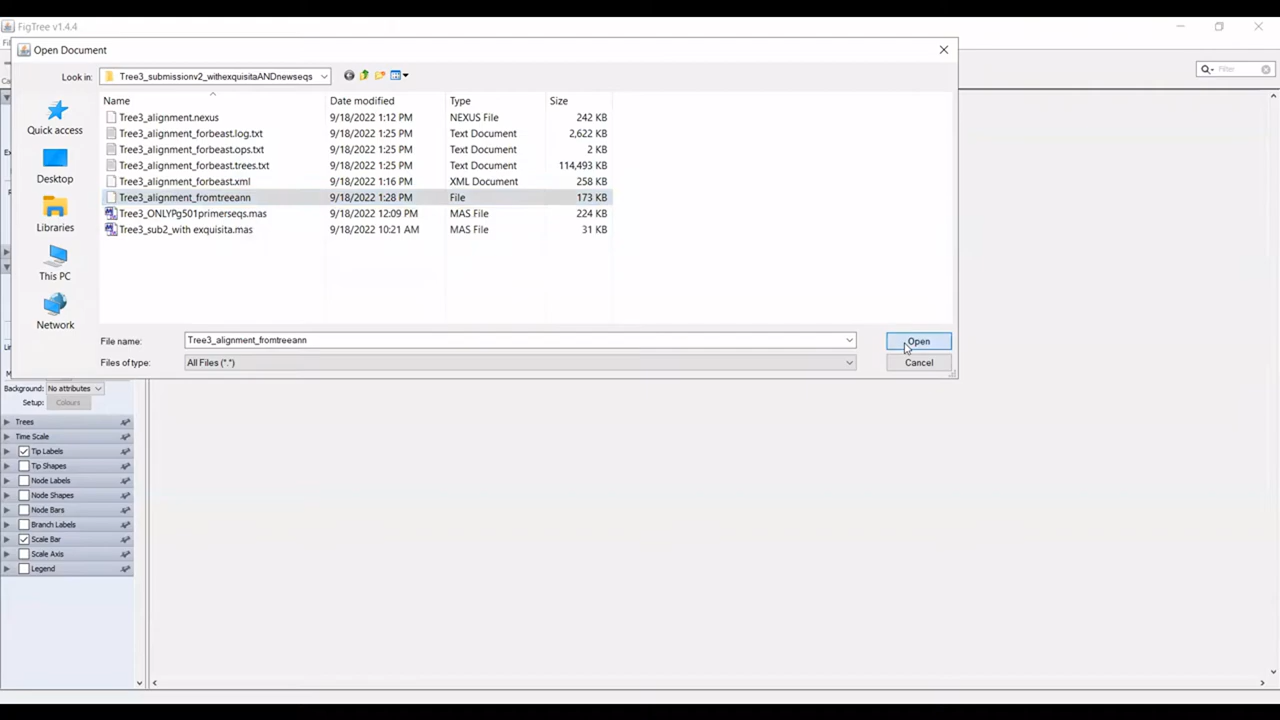 FigTree v1.4.4
Open Document
Look in: Tree3_submissionv2_withexquisitaANDnewseqs
Filter
Name Date modified Type Size
Tree3_alignment.nexus 9/18/2022 1:12 PM NEXUS File 242 KB
Tree3_alignment_forbeast.log.txt 9/18/2022 1:25 PM Text Document 2,622 KB
Tree3_alignment_forbeast.ops.txt 9/18/2022 1:25 PM Text Document 2 KB
Tree3_alignment_forbeast.trees.txt 9/18/2022 1:25 PM Text Document 114,493 KB
Tree3_alignment_forbeast.xml 9/18/2022 1:16 PM XML Document 258 KB
Tree3_alignment_fromtreeann 9/18/2022 1:28 PM File 173 KB
Tree3_ONLYPg501primerseqs.mas 9/18/2022 12:09 PM MAS File 224 KB
Tree3_sub2_with exquisita.mas 9/18/2022 10:21 AM MAS File 31 KB
Quick access
Desktop
Libraries
This PC
Network
File name: Tree3_alignment_fromtreeann Open
Files of type: All Files (*.*) Cancel
Background: No attributes
Setup: Colours
Trees
Time Scale
Tip Labels
Tip Shapes
Node Labels
Node Shapes
Node Bars
Branch Labels
Scale Bar
Scale Axis
Legend